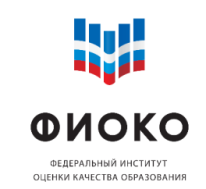 ФИОКО
ФЕДЕРАЛЬНЫЙ ИНСТИТУТ
ОЦЕНКИ КАЧЕСТВА ОБРАЗОВАНИЯ